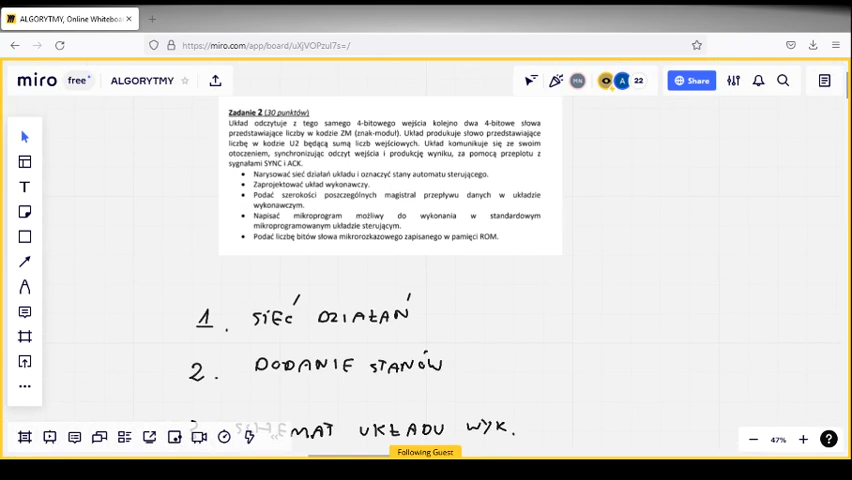 ALGORYTMY, Online Whiteboa
https://miro.com/app/board/uXjVOPzuI7s=/
miro free ALGORYTMY
MN A 22 Share
Zadanie 2 (30 punktów)
Układ odczytuje z tego samego 4-bitowego wejścia kolejno dwa 4-bitowe słowa
przedstawiające liczby w kodzie ZM (znak-moduł). Układ produkuje słowo przedstawiające
liczbę w kodzie U2 będącą sumą liczb wejściowych. Układ komunikuje się ze swoim
otoczeniem, synchronizując odczyt wejścia i produkcję wyniku, za pomocą przeplotu z
sygnałami SYNC i ACK.
• Narysować sieć działań układu i oznaczyć stany automatu sterującego.
• Zaprojektować układ wykonawczy.
• Podać szerokości poszczególnych magistral przepływu danych w układzie
wykonawczym.
• Napisać mikroprogram możliwy do wykonania w standardowym
mikroprogramowanym układzie sterującym.
• Podać liczbę bitów słowa mikrorozkazowego zapisanego w pamięci ROM.
1. SIEĆ DZIAŁAŃ
2. DODANIE STANÓW
SCHEMAT UKŁADU WYK.
47%
Following Guest